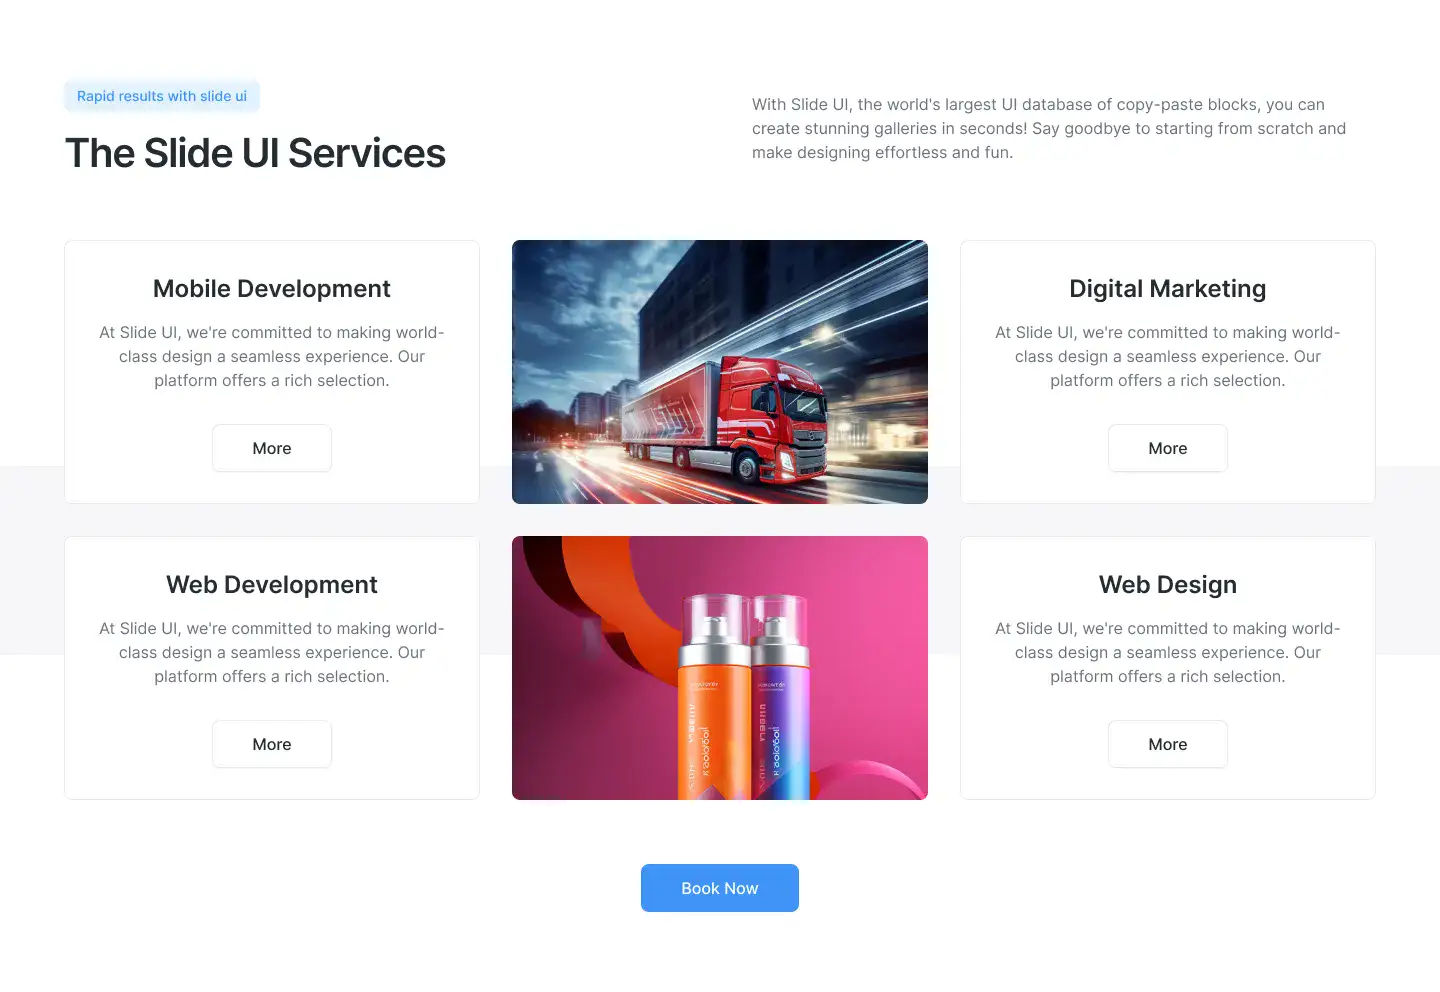 Rapid results with slide ui
The Slide UI Services
With Slide UI, the world's largest UI database of copy-paste blocks, you can
create stunning galleries in seconds! Say goodbye to starting from scratch and
make designing effortless and fun.
Mobile Development
At Slide UI, we're committed to making world-
class design a seamless experience. Our
platform offers a rich selection.
More
Digital Marketing
At Slide UI, we're committed to making world-
class design a seamless experience. Our
platform offers a rich selection.
More
Web Development
At Slide UI, we're committed to making world-
class design a seamless experience. Our
platform offers a rich selection.
More
Web Design
At Slide UI, we're committed to making world-
class design a seamless experience. Our
platform offers a rich selection.
More
Book Now